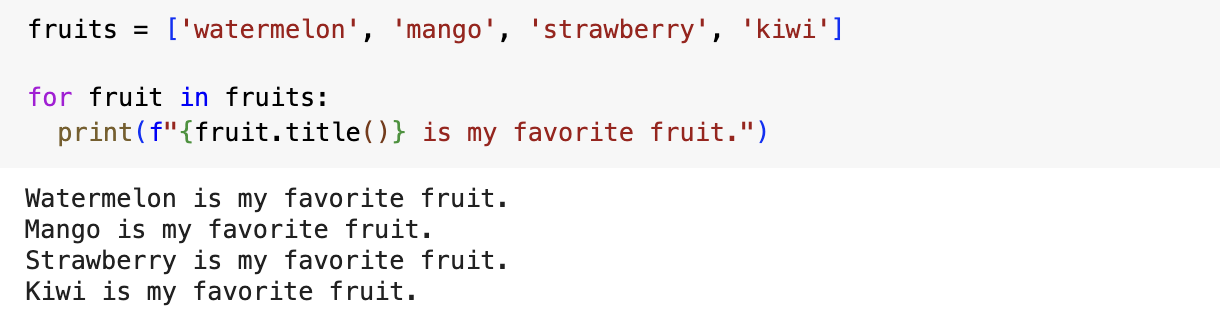 fruits = ['watermelon', 'mango', 'strawberry', 'kiwi']
for fruit in fruits:
  print(f"{fruit.title()} is my favorite fruit.")
Watermelon is my favorite fruit.
Mango is my favorite fruit.
Strawberry is my favorite fruit.
Kiwi is my favorite fruit.